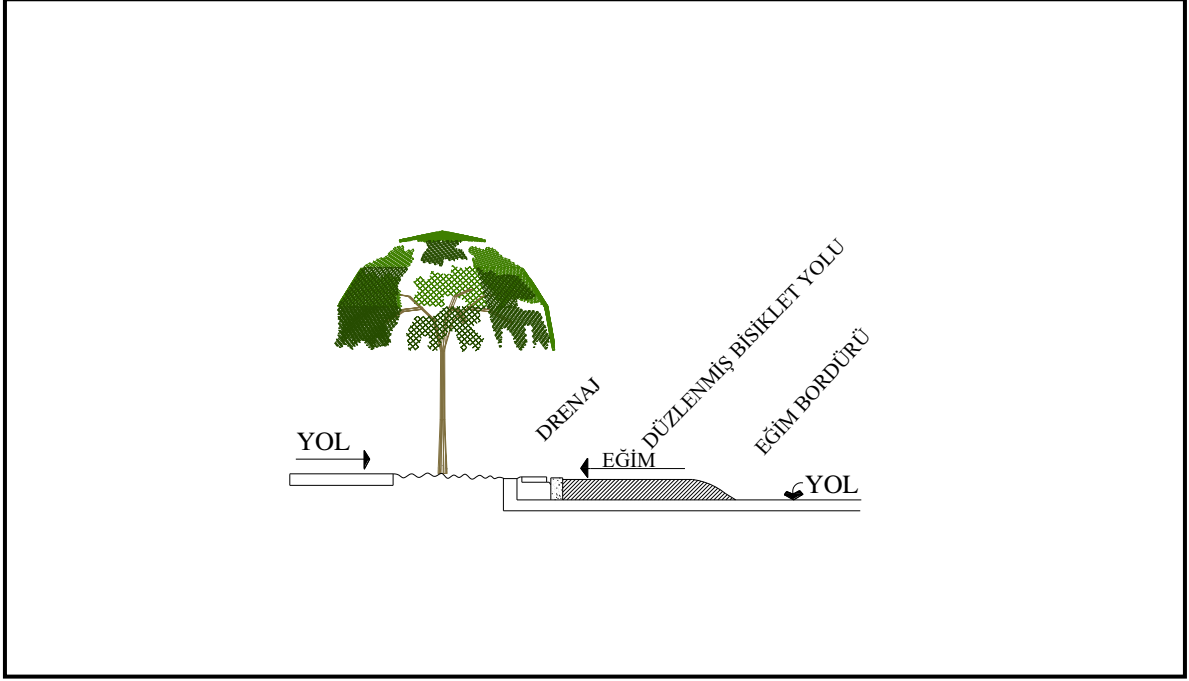 YOL
DRENAJ
EĞİM
DÜZLENMİŞ BİSİKLET YOLU
EĞİM BORDÜRÜ
YOL